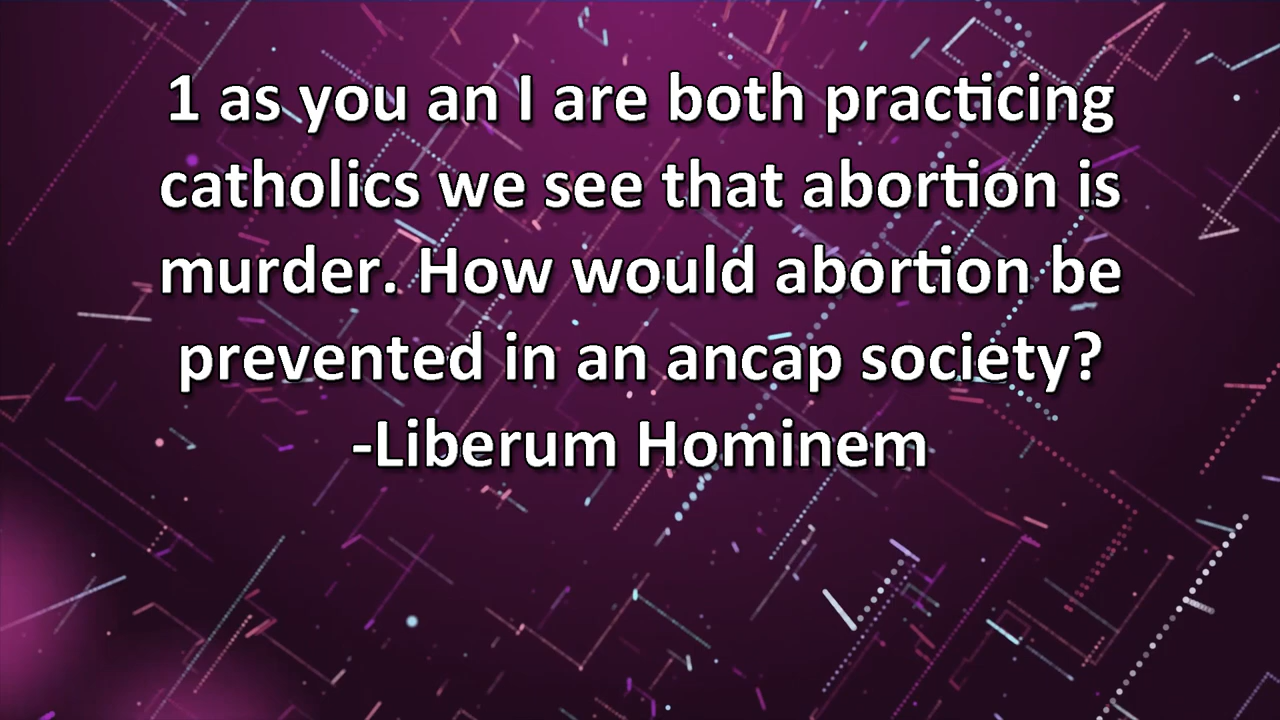 1 as you an I are both practicing
catholics we see that abortion is
murder. How would abortion be
prevented in an ancap society?
-Liberum Hominem